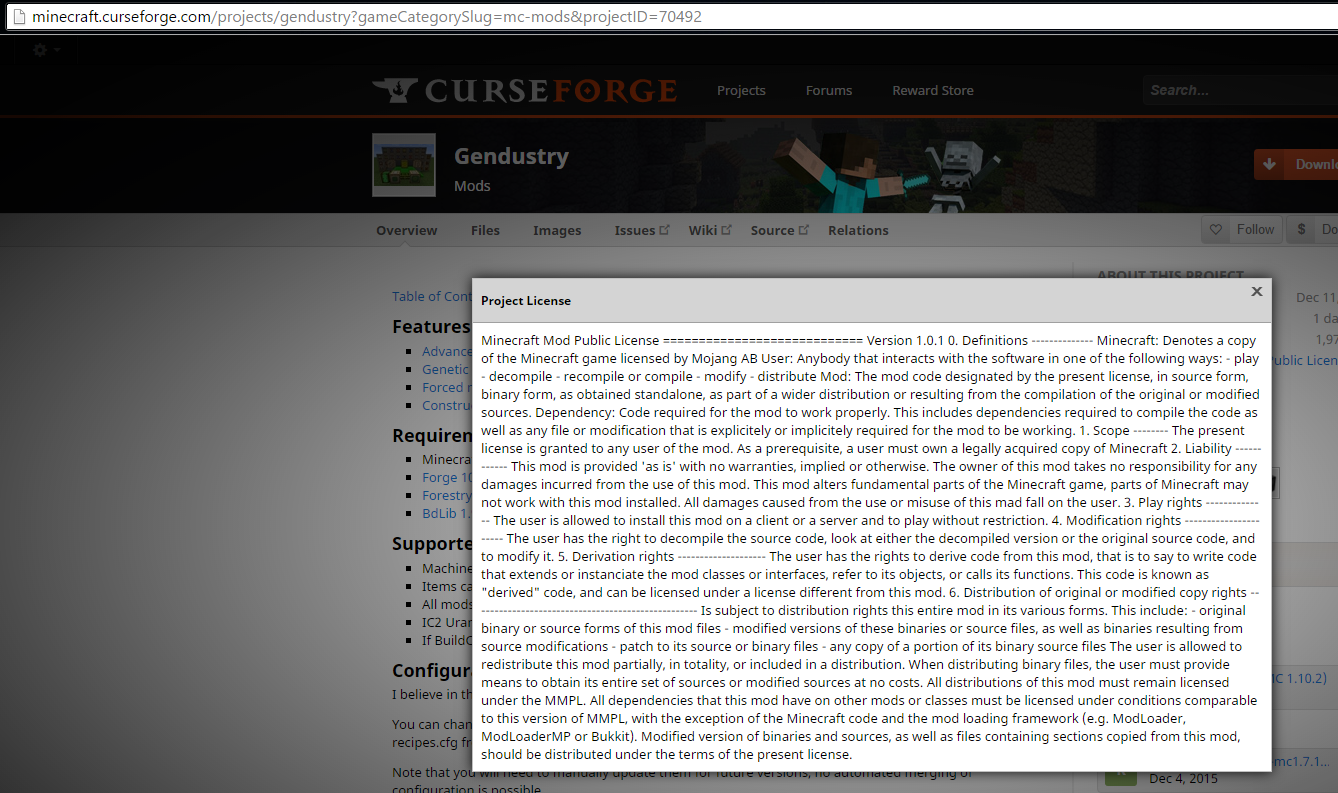 minecraft.curseforge.com/projects/gendustry?gameCategorySlug=mc-mods&projectID=70492
CURSEFORGE
Projects
Forums
Reward Store
Search...
Gendustry
Mods
Downl
Overview
Files
Images
Issues
Wiki
Source
Relations
Follow
$ Do
ABOUT THIS PROJECT
Table of Cont
Features
Advance
Genetic
Forced
Constru
Requiren
Minecra
Forge 10
Forestry
BdLib 1.
Supporte
Machine
Items ca
All mods
IC2 Uran
If BuildC
Configura
I believe in th
You can chan
recipes.cfg fr
Note that you will need to manually update them for future versions, no automated merging of
configuration is possible
Project License
Minecraft Mod Public License ============================ Version 1.0.1 0. Definitions -------------- Minecraft: Denotes a copy
of the Minecraft game licensed by Mojang AB User: Anybody that interacts with the software in one of the following ways: - play
- decompile - recompile or compile - modify - distribute Mod: The mod code designated by the present license, in source form,
binary form, as obtained standalone, as part of a wider distribution or resulting from the compilation of the original or modified
sources. Dependency: Code required for the mod to work properly. This includes dependencies required to compile the code as
well as any file or modification that is explicitely or implicitely required for the mod to be working. 1. Scope -------- The present
license is granted to any user of the mod. As a prerequisite, a user must own a legally acquired copy of Minecraft 2. Liability ------
------ This mod is provided 'as is' with no warranties, implied or otherwise. The owner of this mod takes no responsibility for any
damages incurred from the use of this mod. This mod alters fundamental parts of the Minecraft game, parts of Minecraft may
not work with this mod installed. All damages caused from the use or misuse of this mad fall on the user. 3. Play rights ------------
-- The user is allowed to install this mod on a client or a server and to play without restriction. 4. Modification rights -----------------
----- The user has the right to decompile the source code, look at either the decompiled version or the original source code, and
to modify it. 5. Derivation rights -------------------- The user has the rights to derive code from this mod, that is to say to write code
that extends or instanciate the mod classes or interfaces, refer to its objects, or calls its functions. This code is known as
"derived" code, and can be licensed under a license different from this mod. 6. Distribution of original or modified copy rights --
------------------------------------------------- Is subject to distribution rights this entire mod in its various forms. This include: - original
binary or source forms of this mod files - modified versions of these binaries or source files, as well as binaries resulting from
source modifications - patch to its source or binary files - any copy of a portion of its binary source files The user is allowed to
redistribute this mod partially, in totality, or included in a distribution. When distributing binary files, the user must provide
means to obtain its entire set of sources or modified sources at no costs. All distributions of this mod must remain licensed
under the MMPL. All dependencies that this mod have on other mods or classes must be licensed under conditions comparable
to this version of MMPL, with the exception of the Minecraft code and the mod loading framework (e.g. ModLoader,
ModLoaderMP or Bukkit). Modified version of binaries and sources, as well as files containing sections copied from this mod,
should be distributed under the terms of the present license.
Dec 11,
1 da
1,97
Public Licen
MC 1.10.2)
mc1.7.1...
Dec 4, 2015